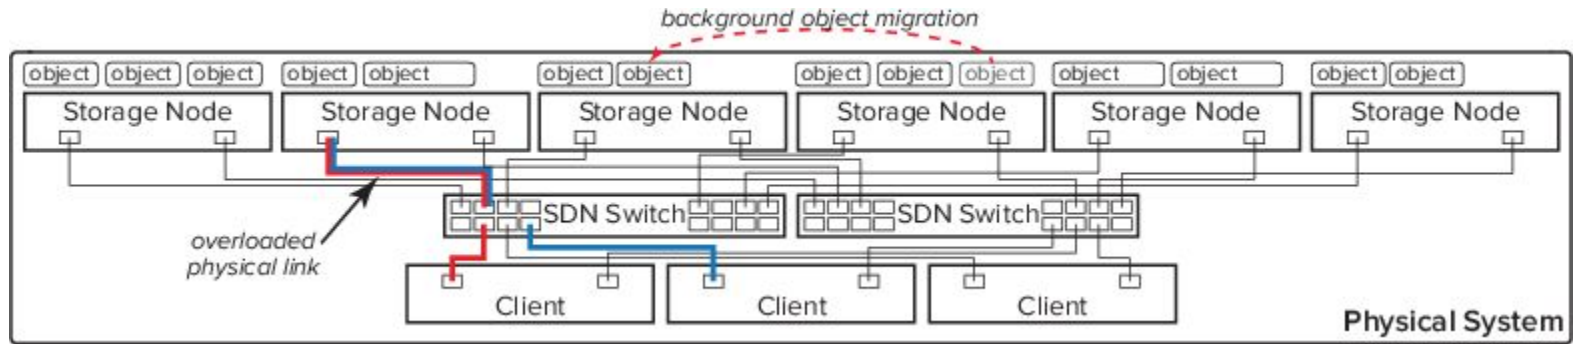 background object migration
object object object object object object object object object object object object object object
Storage Node Storage Node Storage Node Storage Node Storage Node Storage Node
SDN Switch SDN Switch
overloaded
physical link
Client Client Client
Physical System